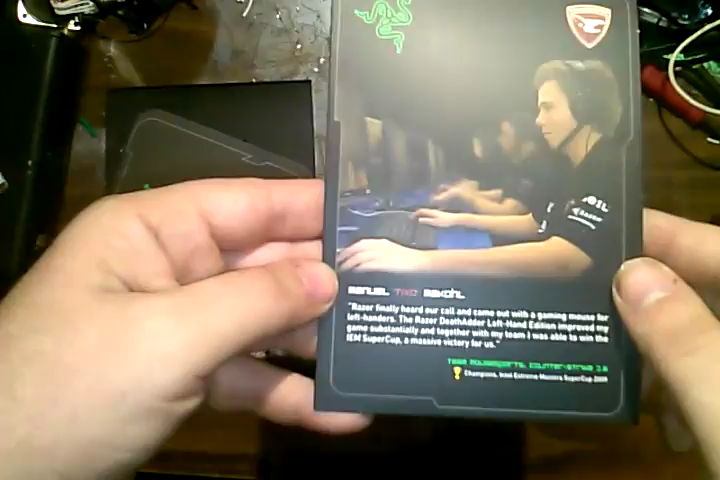 MANUEL TIXO MAKOHL
"Razer finally heard our call and came out with a gaming mouse for
left-handers. The Razer DeathAdder Left-Hand Edition improved my
game substantially and together with my team I was able to win the
IEM SuperCup, a massive victory for us."
TEAM MOUSESPORTS, COUNTER-STRIKE 1.6
Champions, Intel Extreme Masters SuperCup 2009